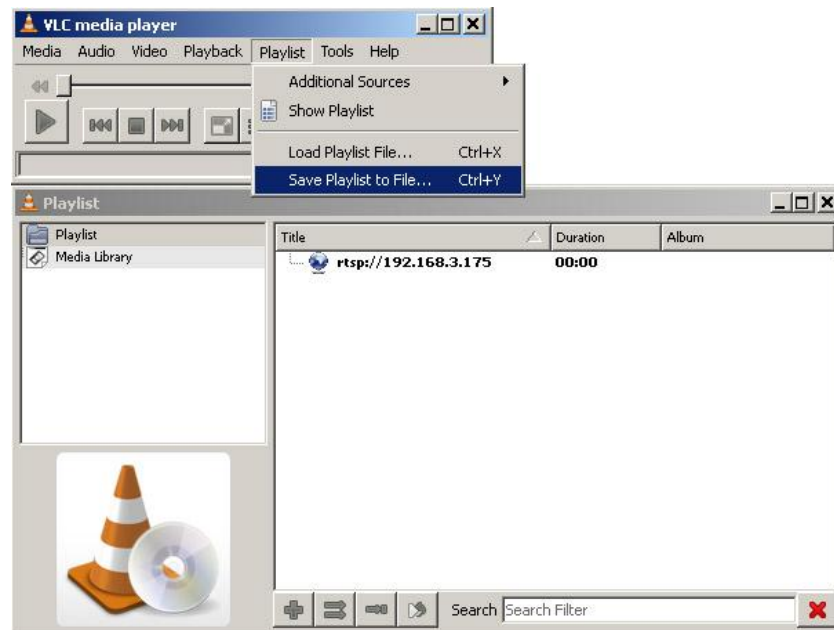 VLC media player
Media Audio Video Playback Playlist Tools Help
Additional Sources
Show Playlist
Load Playlist File... Ctrl+X
Save Playlist to File... Ctrl+Y
Playlist
Playlist
Media Library
Title Duration Album
rtsp://192.168.3.175 00:00
Search Search Filter